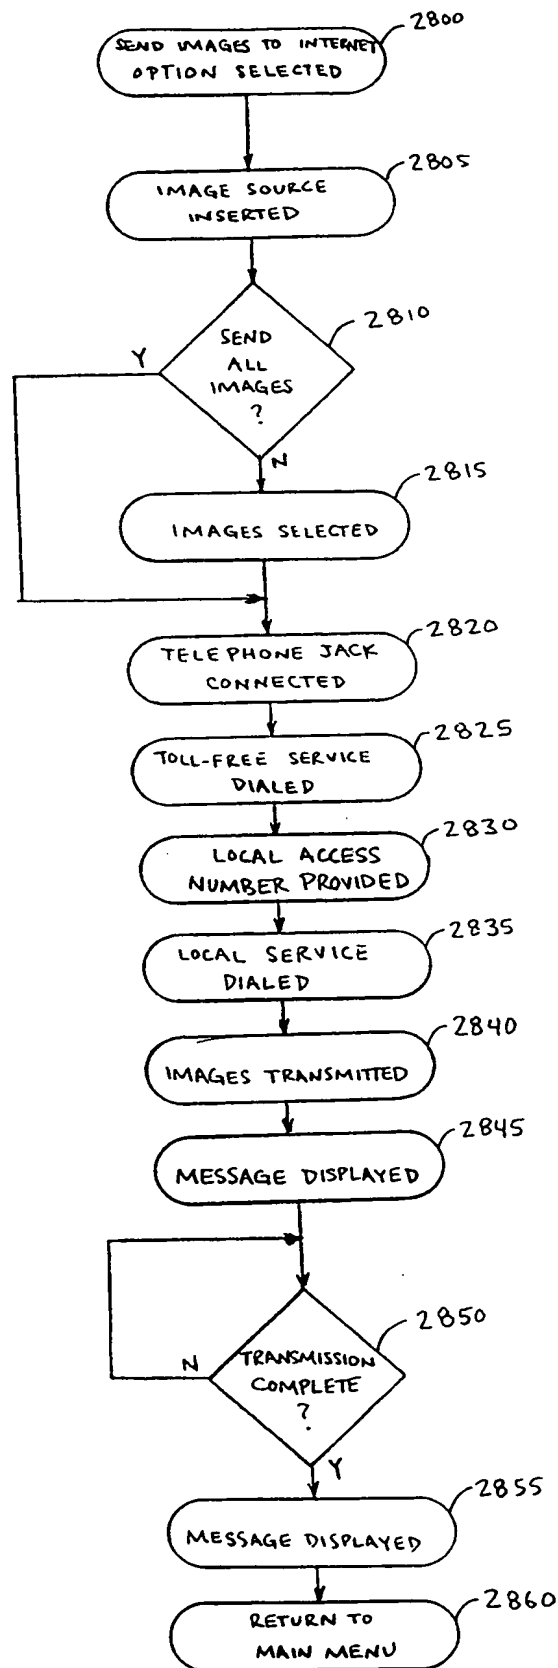 2800
SEND IMAGES TO INTERNET
OPTION SELECTED
2805
IMAGE SOURCE
INSERTED
2810
SEND
ALL
IMAGES
?
Y
N
2815
IMAGES SELECTED
2820
TELEPHONE JACK
CONNECTED
2825
TOLL-FREE SERVICE
DIALED
2830
LOCAL ACCESS
NUMBER PROVIDED
2835
LOCAL SERVICE
DIALED
2840
IMAGES TRANSMITTED
2845
MESSAGE DISPLAYED
2850
N
TRANSMISSION
COMPLETE
?
Y
2855
MESSAGE DISPLAYED
2860
RETURN TO
MAIN MENU